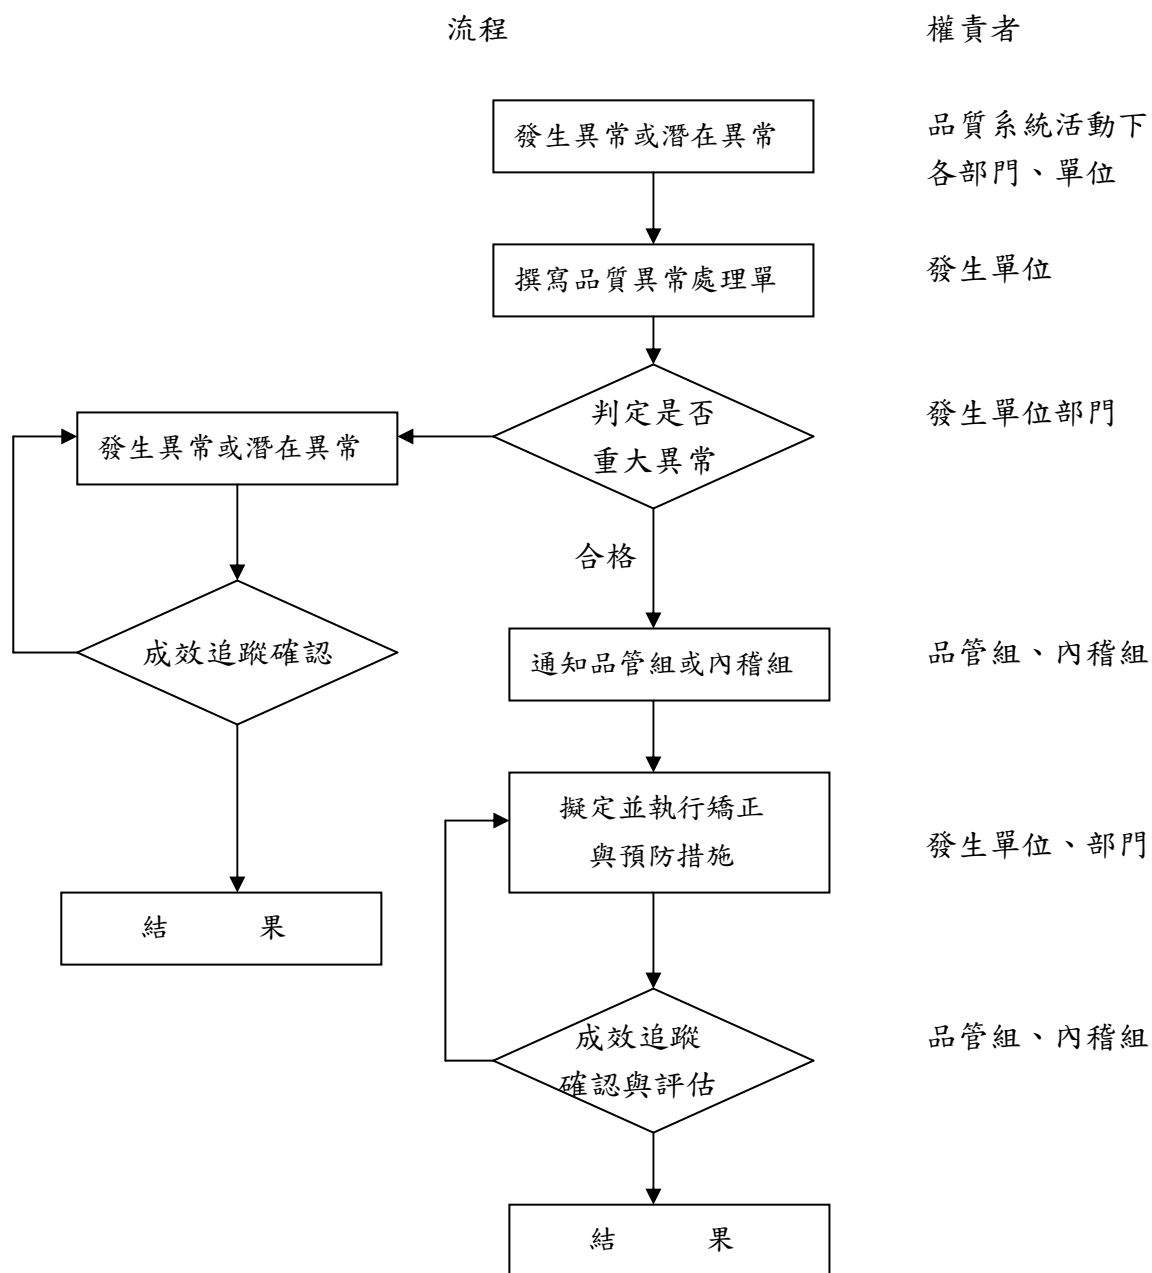 流程
權責者
發生異常或潛在異常
品質系統活動下
各部門、單位
撰寫品質異常處理單
發生單位
判定是否
重大異常
發生單位部門
發生異常或潛在異常
合格
成效追蹤確認
通知品管組或內稽組
品管組、內稽組
擬定並執行矯正
與預防措施
發生單位、部門
結 果
成效追蹤
確認與評估
品管組、內稽組
結 果